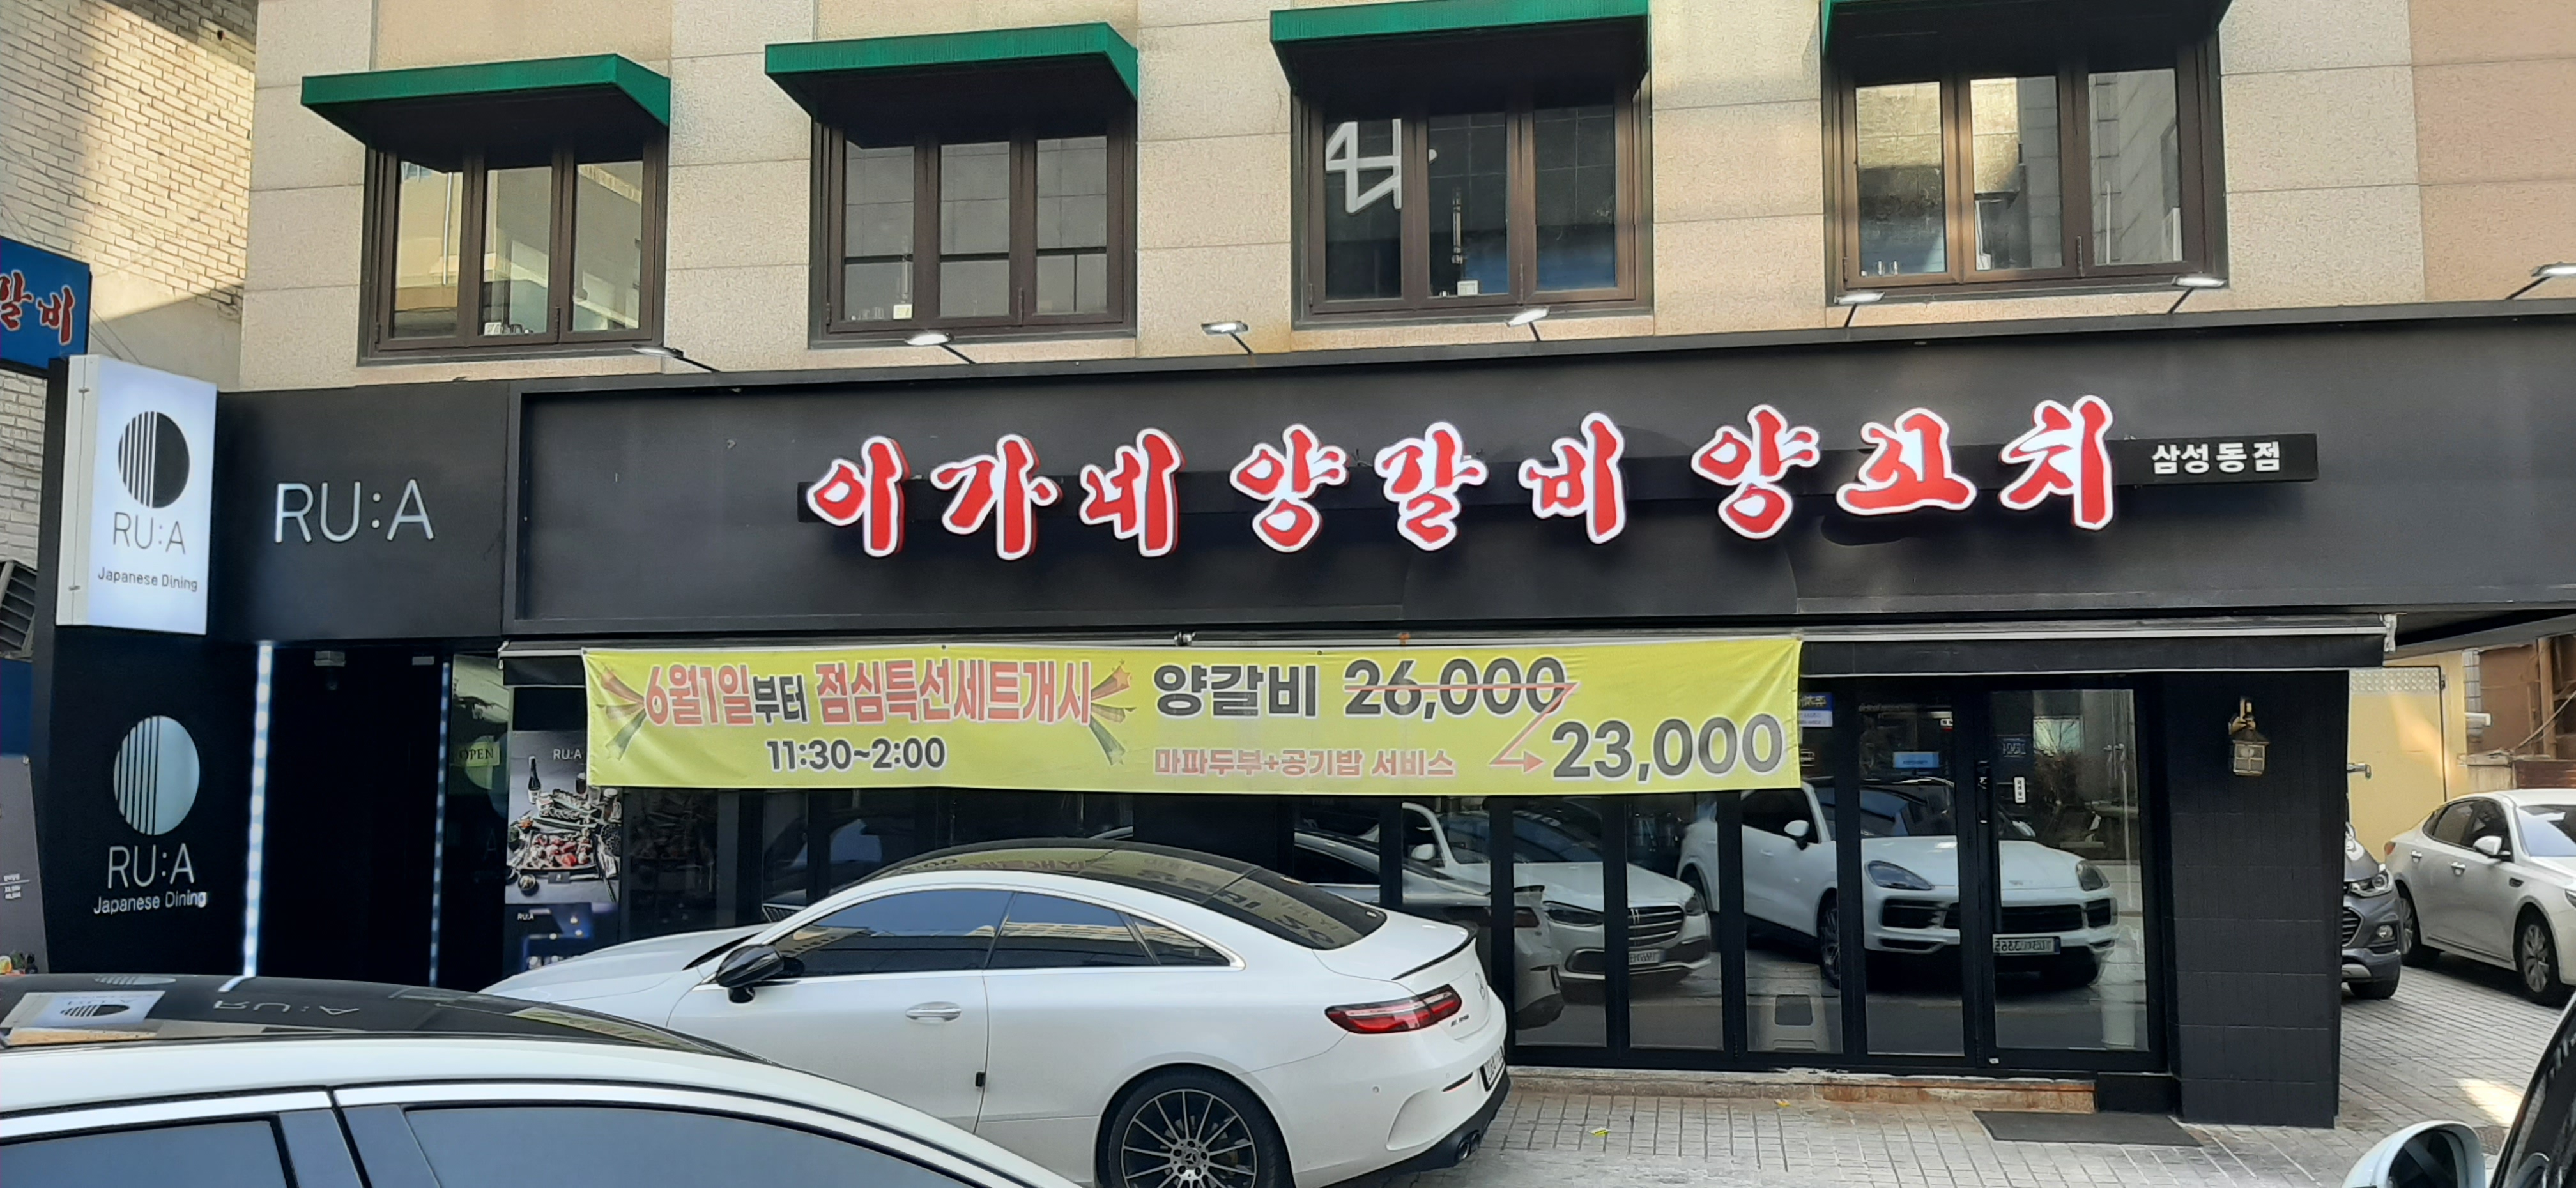 갈비
RU:A
Japanese Dining
RU:A
이가네 양갈비 양꼬치 삼성동점
6월1일부터 점심특선세트개시
11:30~2:00
양갈비 26,000
23,000
마파두부+공기밥 서비스
OPEN
RU:A
RU:A
Japanese Dining
RU:A